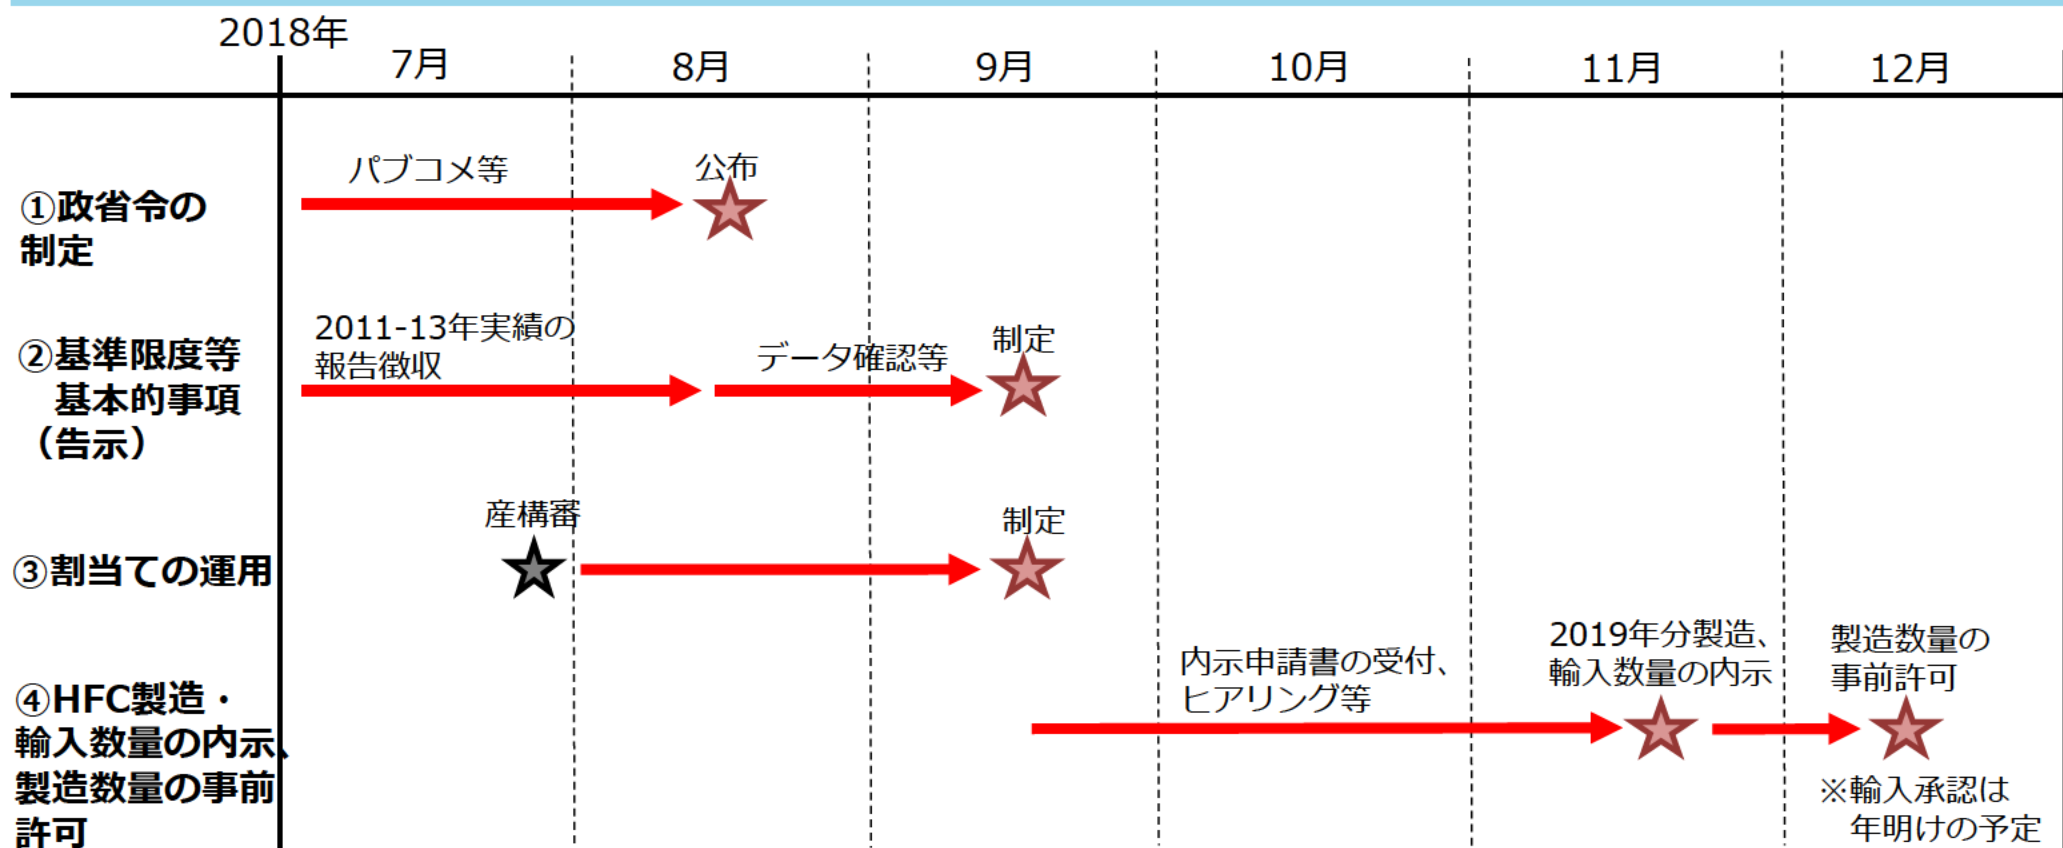 2018年
7月
8月
9月
10月
11月
12月
①政省令の
制定
パブコメ等
公布
②基準限度等
基本的事項
（告示）
2011-13年実績の
報告徴収
データ確認等
制定
③割当ての運用
産構審
制定
④HFC製造・
輸入数量の内示、
製造数量の事前
許可
内示申請書の受付、
ヒアリング等
2019年分製造、
輸入数量の内示
製造数量の
事前許可
※輸入承認は
年明けの予定